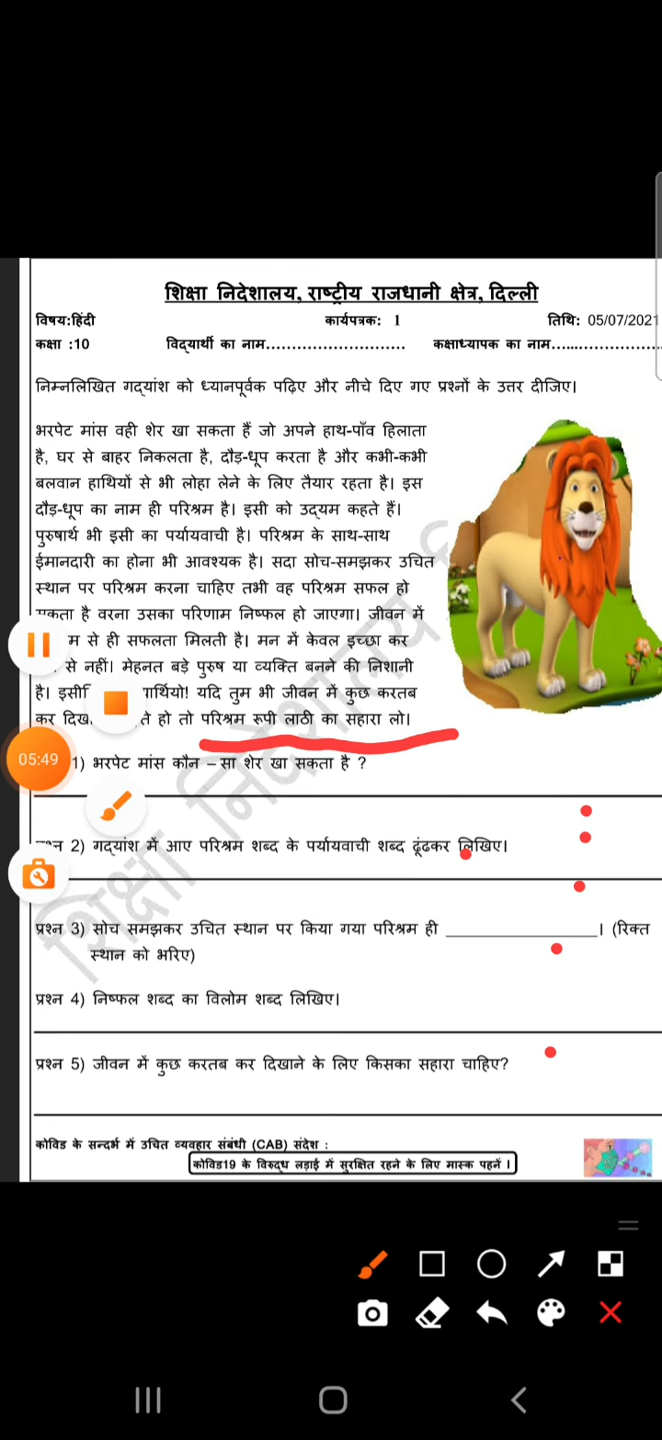 शिक्षा निदेशालय, राष्ट्रीय राजधानी क्षेत्र, दिल्ली
विषय:हिंदी कार्यपत्रक: 1 तिथि: 05/07/2021
कक्षा :10 विद्यार्थी का नाम........................... कक्षाध्यापक का नाम......................
निम्नलिखित गद्यांश को ध्यानपूर्वक पढ़िए और नीचे दिए गए प्रश्नों के उत्तर दीजिए।
भरपेट मांस वही शेर खा सकता हैं जो अपने हाथ-पाँव हिलाता
है, घर से बाहर निकलता है, दौड़-धूप करता है और कभी-कभी
बलवान हाथियों से भी लोहा लेने के लिए तैयार रहता है। इस
दौड़-धूप का नाम ही परिश्रम है। इसी को उद्यम कहते हैं।
पुरुषार्थ भी इसी का पर्यायवाची है। परिश्रम के साथ-साथ
ईमानदारी का होना भी आवश्यक है। सदा सोच-समझकर उचित
स्थान पर परिश्रम करना चाहिए तभी वह परिश्रम सफल हो
सकता है वरना उसका परिणाम निष्फल हो जाएगा। जीवन में
से ही सफलता मिलती है। मन में केवल इच्छा कर
से नहीं। मेहनत बड़े पुरुष या व्यक्ति बनने की निशानी
है। यदि तुम भी जीवन में कुछ करतब
कर हो तो परिश्रम रूपी लाठी का सहारा लो।
05:49
1) भरपेट मांस कौन – सा शेर खा सकता है ?
2) गद्यांश में आए परिश्रम शब्द के पर्यायवाची शब्द ढूंढकर लिखिए।
प्रश्न 3) सोच समझकर उचित स्थान पर किया गया परिश्रम ही ____________________। (रिक्त
स्थान को भरिए)
प्रश्न 4) निष्फल शब्द का विलोम शब्द लिखिए।
प्रश्न 5) जीवन में कुछ करतब कर दिखाने के लिए किसका सहारा चाहिए?
कोविड के सन्दर्भ में उचित व्यवहार संबंधी (CAB) संदेश :
कोविड19 के विरुद्ध लड़ाई में सुरक्षित रहने के लिए मास्क पहनें ।
शिक्षा निदेशालय